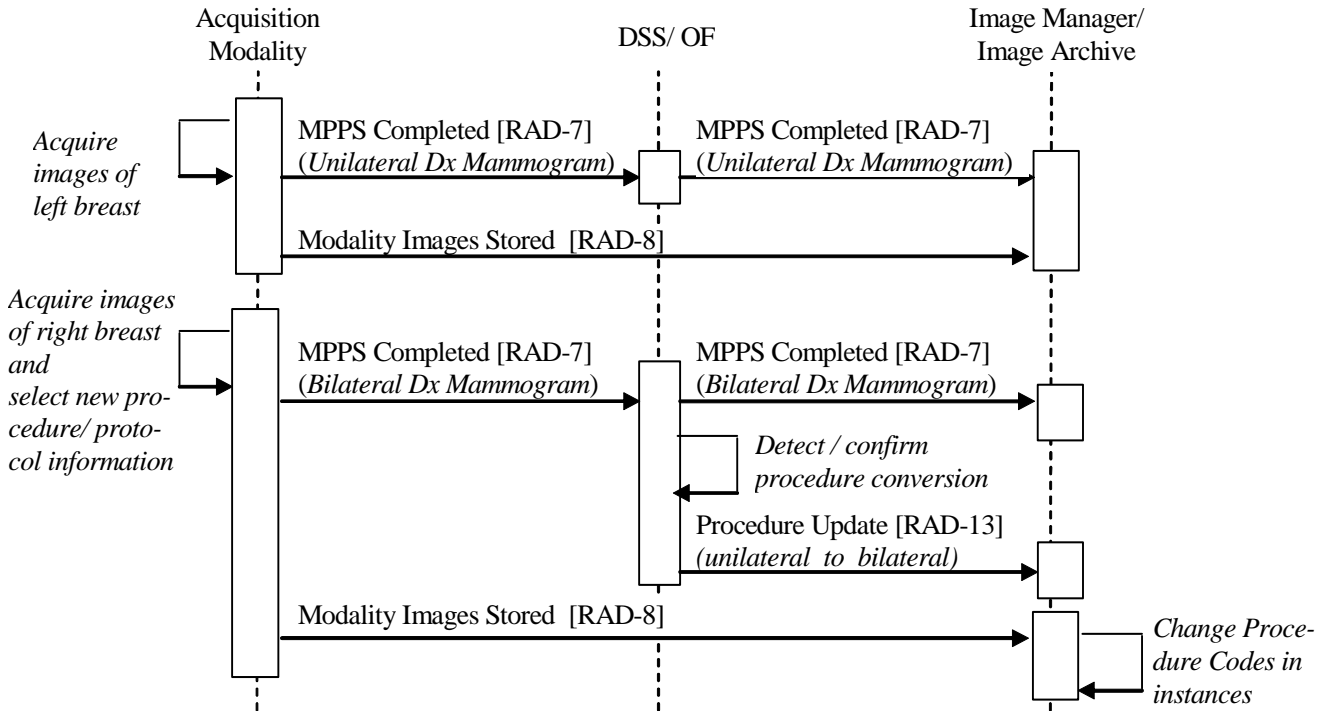 Acquisition
Modality
DSS/ OF
Image Manager/
Image Archive
Acquire
images of
left breast
MPPS Completed [RAD-7]
(Unilateral Dx Mammogram)
MPPS Completed [RAD-7]
(Unilateral Dx Mammogram)
Modality Images Stored [RAD-8]
Acquire images
of right breast
and
select new pro-
cedure/ proto-
col information
MPPS Completed [RAD-7]
(Bilateral Dx Mammogram)
MPPS Completed [RAD-7]
(Bilateral Dx Mammogram)
Detect / confirm
procedure conversion
Procedure Update [RAD-13]
(unilateral to bilateral)
Modality Images Stored [RAD-8]
Change Proce-
dure Codes in
instances